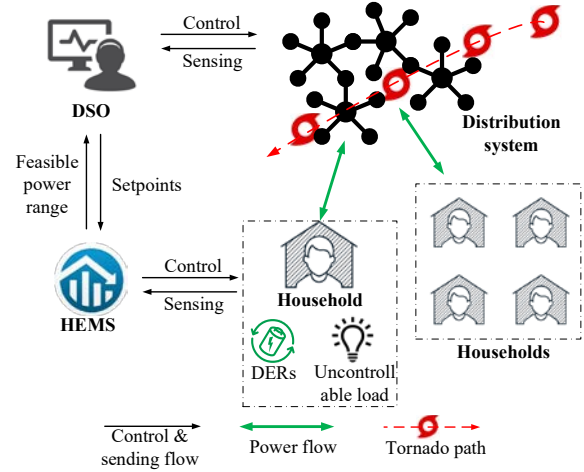 Control
Sensing
DSO
Distribution
system
Feasible
power
range
Setpoints
Control
Sensing
HEMS
Household
DERs
Uncontroll
able load
Households
Control &
sending flow
Power flow
Tornado path